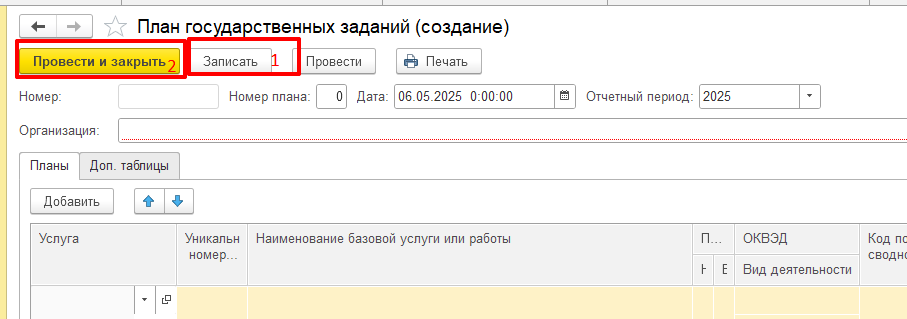 План государственных заданий (создание)
Провести и закрыть 2 Записать 1 Провести Печать
Номер: Номер плана: 0 Дата: 06.05.2025 0:00:00 Отчетный период: 2025
Организация:
Планы Доп. таблицы
Добавить
Услуга Уникальн Наименование базовой услуги или работы П... ОКВЭД Код по
номер... Вид деятельности сводно